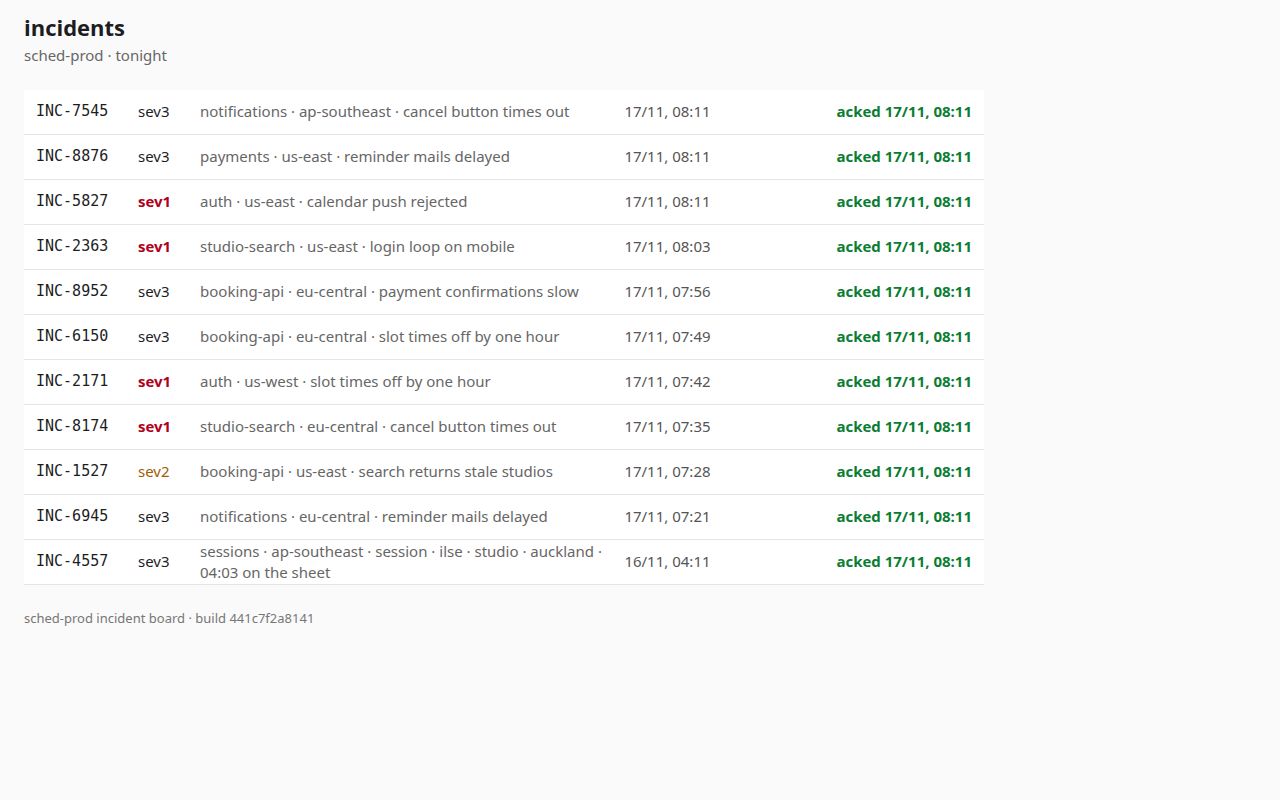 incidents
sched-prod · tonight
INC-7545 sev3 notifications · ap-southeast · cancel button times out 17/11, 08:11 acked 17/11, 08:11
INC-8876 sev3 payments · us-east · reminder mails delayed 17/11, 08:11 acked 17/11, 08:11
INC-5827 sev1 auth · us-east · calendar push rejected 17/11, 08:11 acked 17/11, 08:11
INC-2363 sev1 studio-search · us-east · login loop on mobile 17/11, 08:03 acked 17/11, 08:11
INC-8952 sev3 booking-api · eu-central · payment confirmations slow 17/11, 07:56 acked 17/11, 08:11
INC-6150 sev3 booking-api · eu-central · slot times off by one hour 17/11, 07:49 acked 17/11, 08:11
INC-2171 sev1 auth · us-west · slot times off by one hour 17/11, 07:42 acked 17/11, 08:11
INC-8174 sev1 studio-search · eu-central · cancel button times out 17/11, 07:35 acked 17/11, 08:11
INC-1527 sev2 booking-api · us-east · search returns stale studios 17/11, 07:28 acked 17/11, 08:11
INC-6945 sev3 notifications · eu-central · reminder mails delayed 17/11, 07:21 acked 17/11, 08:11
INC-4557 sev3 sessions · ap-southeast · session · ilse · studio · auckland · 16/11, 04:11 acked 17/11, 08:11
04:03 on the sheet
sched-prod incident board · build 441c7f2a8141